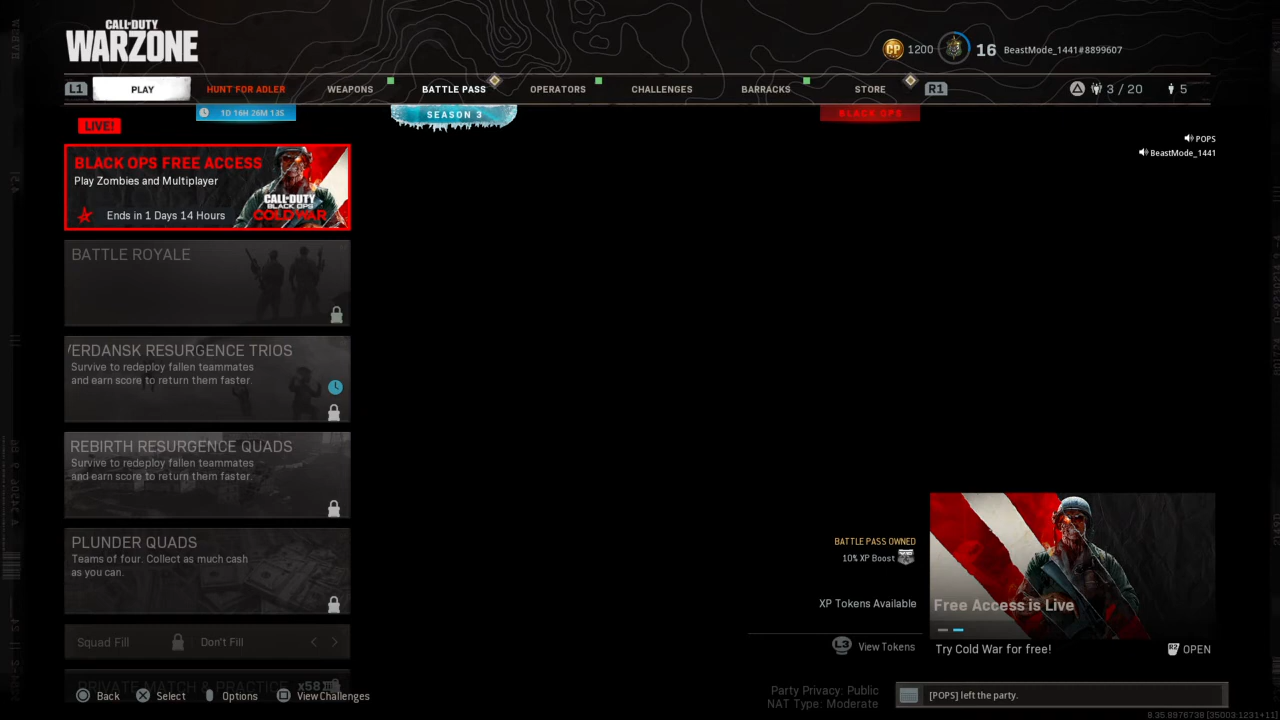 CALL OF DUTY
WARZONE
CP 1200
16
BeastMode_1441#8899607
L1
PLAY
HUNT FOR ADLER
WEAPONS
BATTLE PASS
OPERATORS
CHALLENGES
BARRACKS
STORE
R1
3 / 20
5
1D 16H 26M 13S
SEASON 3
BLACK OPS
LIVE!
POPS
BeastMode_1441
BLACK OPS FREE ACCESS
Play Zombies and Multiplayer
CALL OF DUTY
BLACK OPS
COLD WAR
Ends in 1 Days 14 Hours
BATTLE ROYALE
VERDANSK RESURGENCE TRIOS
Survive to redeploy fallen teammates
and earn score to return them faster.
REBIRTH RESURGENCE QUADS
Survive to redeploy fallen teammates
and earn score to return them faster.
PLUNDER QUADS
Teams of four. Collect as much cash
as you can.
BATTLE PASS OWNED
10% XP Boost
XP Tokens Available
L3 View Tokens
Free Access is Live
Try Cold War for free!
R2 OPEN
Squad Fill
Don't Fill
PRIVATE MATCH & PRACTICE x58
Back
Select
Options
View Challenges
Party Privacy: Public
NAT Type: Moderate
[POPS] left the party.